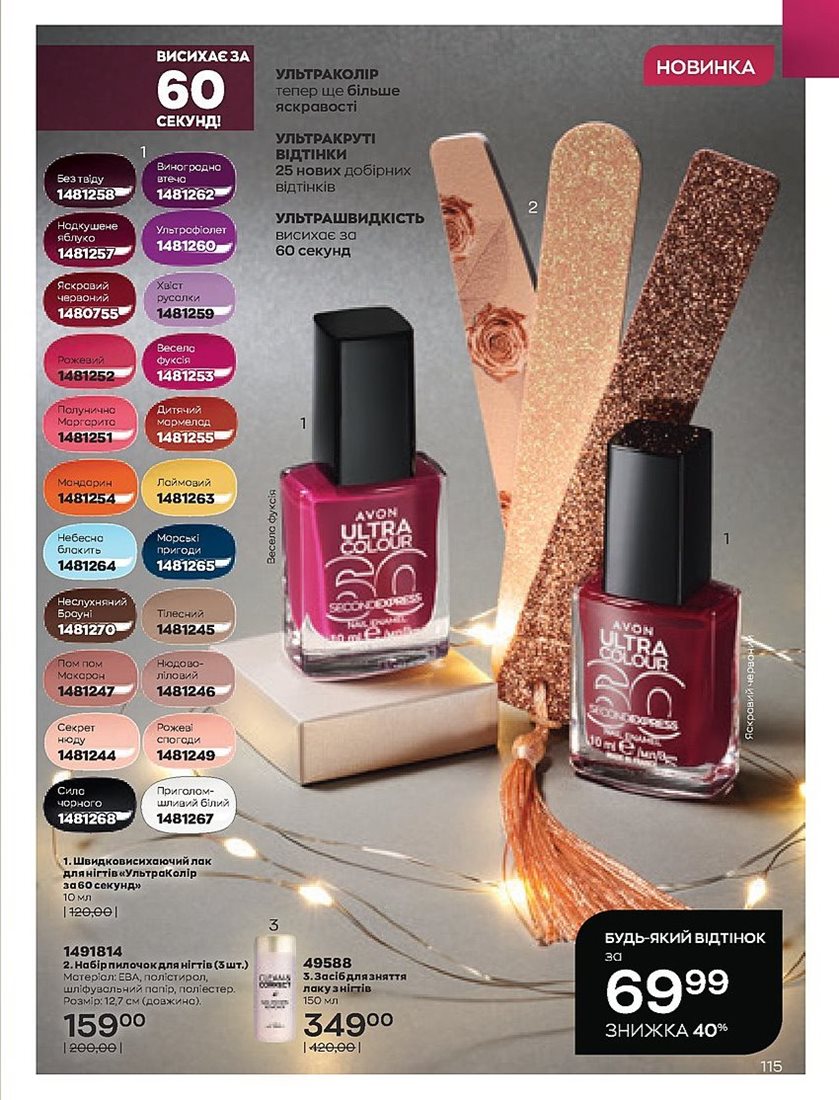 ВИСИХАЄ ЗА
60
СЕКУНД!
УЛЬТРАКОЛІР
тепер ще більше
яскравості
УЛЬТРАКРУТІ
ВІДТІНКИ
25 нових добірних
відтінків
УЛЬТРАШВИДКІСТЬ
висихає за
60 секунд
НОВИНКА
1
Без твіду
1481258
Виноградна
втеча
1481262
Надкушене
яблуко
1481257
Ультрафіолет
1481260
Яскравий
червоний
1480755
Хвіст
русалки
1481259
Рожевий
1481252
Весела
фуксія
1481253
Полунична
Маргарита
1481251
Дитячий
мармелад
1481255
Мандарин
1481254
Лаймовий
1481263
Небесна
блакить
1481264
Морські
пригоди
1481265
Неслухняний
Брауні
1481270
Тілесний
1481245
Пом пом
Макарон
1481247
Нюдово-
ліловий
1481246
Секрет
нюду
1481244
Рожеві
спогади
1481249
Сила
чорного
1481268
Приголом-
шливий білий
1481267
2
1
Весела фуксія
AVON
ULTRA
COLOUR
60
SECOND EXPRESS
NAIL ENAMEL
10 ml e
1
Яскравий червоний
AVON
ULTRA
COLOUR
60
SECOND EXPRESS
NAIL ENAMEL
10 ml e
1. Швидковисихаючий лак
для нігтів «УльтраКолір
за 60 секунд»
10 мл
| 120,00 |
1491814
2. Набір пилочок для нігтів (3 шт.)
Матеріал: ЕВА, полістирол,
шліфувальний папір, поліестер.
Розмір: 12,7 см (довжина).
159 00
| 200,00 |
3
CORRECT
49588
3. Засіб для зняття
лаку з нігтів
150 мл
349 00
| 420,00 |
БУДЬ-ЯКИЙ ВІДТІНОК
за
69 99
ЗНИЖКА 40%
115